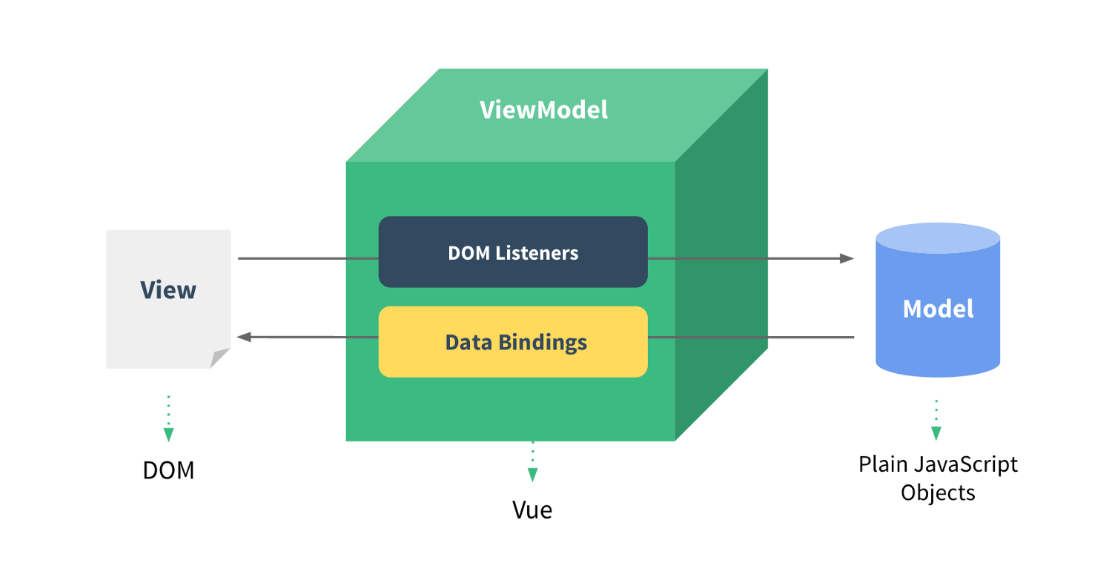 ViewModel
DOM Listeners
View
Data Bindings
Model
DOM
Vue
Plain JavaScript
Objects